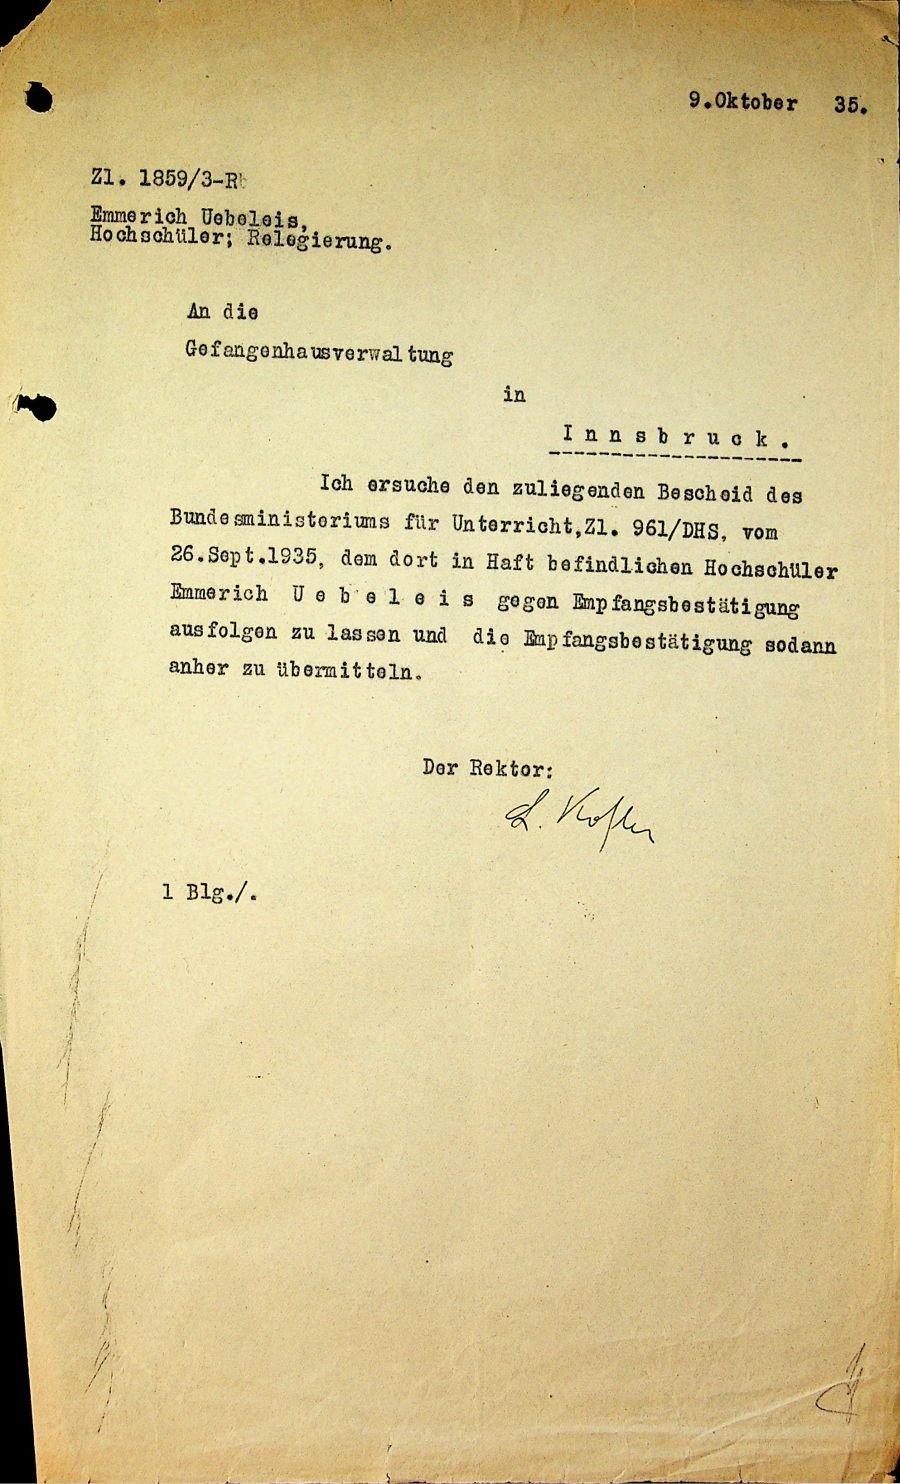 9.Oktober 35.
Zl. 1859/3-R
Emmerich Uebeleis,
Hochschüler; Relegierung.
An die
Gefangenhausverwaltung
in
I n n s b r u c k .
Ich ersuche den zuliegenden Bescheid des
Bundesministeriums für Unterricht,Zl. 961/DHS, vom
26.Sept.1935, dem dort in Haft befindlichen Hochschüler
Emmerich U e b e l e i s gegen Empfangsbestätigung
ausfolgen zu lassen und die Empfangsbestätigung sodann
anher zu übermitteln.
Der Rektor:
L. Kofler
1 Blg./.